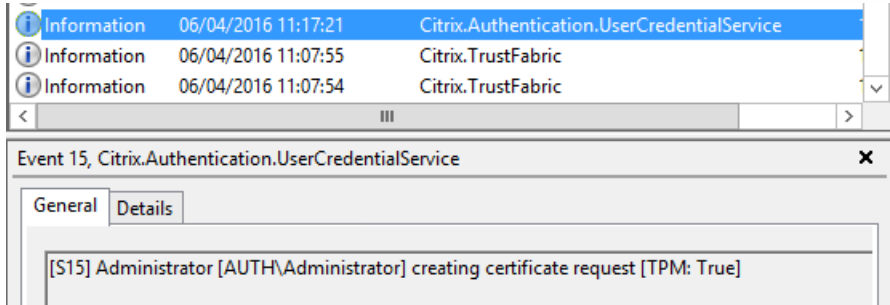 Information 06/04/2016 11:17:21 Citrix.Authentication.UserCredentialService
Information 06/04/2016 11:07:55 Citrix.TrustFabric
Information 06/04/2016 11:07:54 Citrix.TrustFabric
Event 15, Citrix.Authentication.UserCredentialService
General Details
[S15] Administrator [AUTH\Administrator] creating certificate request [TPM: True]